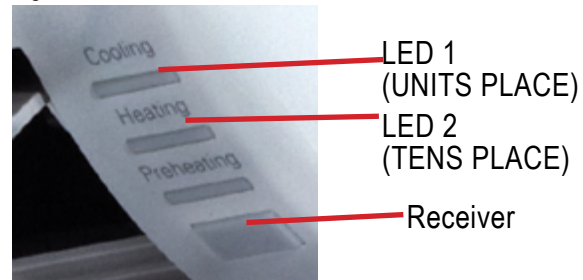 Cooling
LED 1
(UNITS PLACE)
Heating
LED 2
(TENS PLACE)
Preheating
Receiver